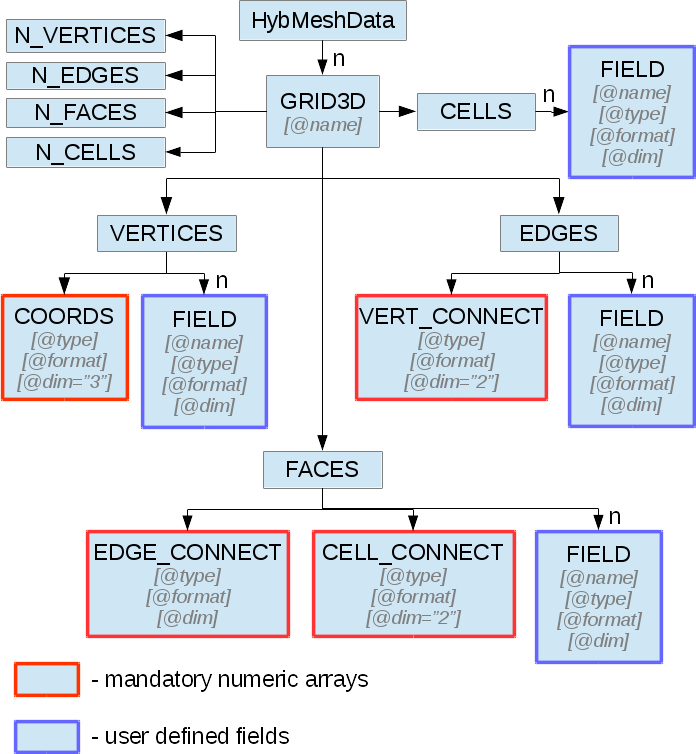 HybMeshData
N_VERTICES
n
N_EDGES
N_FACES
N_CELLS
GRID3D
[@name]
CELLS
n
FIELD
[@name]
[@type]
[@format]
[@dim]
VERTICES
EDGES
n
n
COORDS
[@type]
[@format]
[@dim="3"]
FIELD
[@name]
[@type]
[@format]
[@dim]
VERT_CONNECT
[@type]
[@format]
[@dim="2"]
FIELD
[@name]
[@type]
[@format]
[@dim]
FACES
n
EDGE_CONNECT
[@type]
[@format]
[@dim]
CELL_CONNECT
[@type]
[@format]
[@dim="2"]
FIELD
[@name]
[@type]
[@format]
[@dim]
- mandatory numeric arrays
- user defined fields